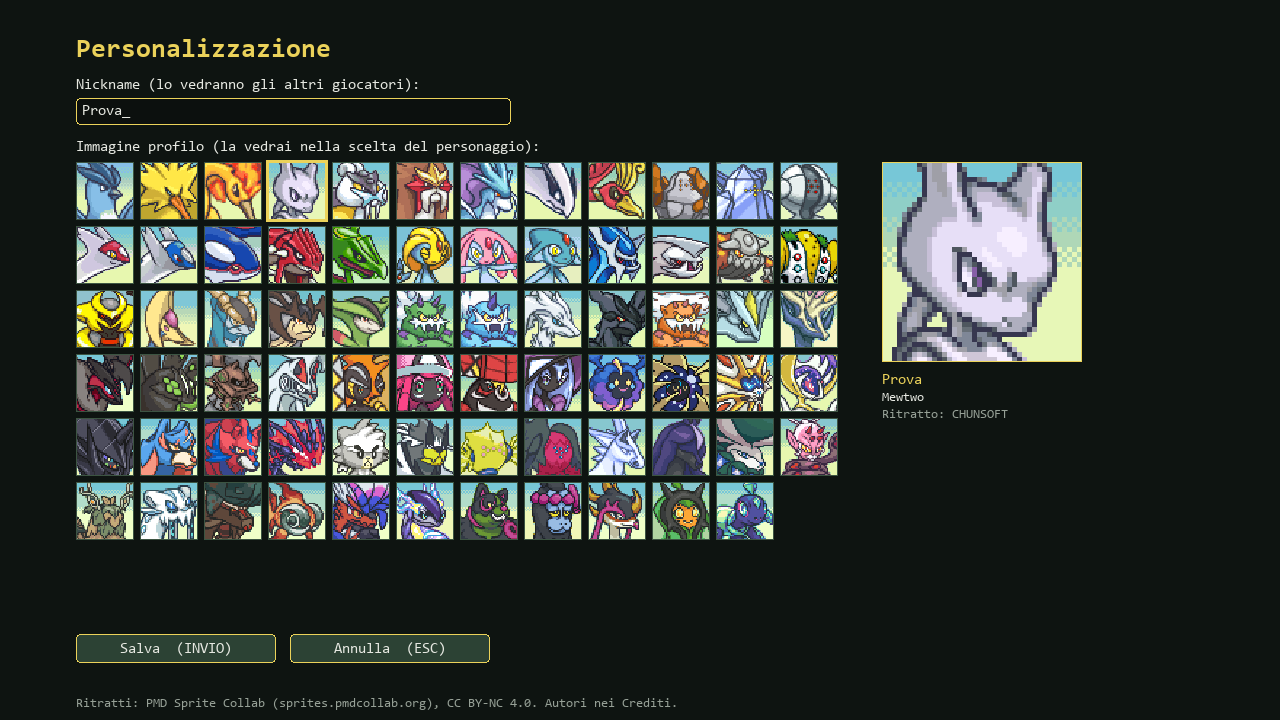 Personalizzazione
Nickname (lo vedranno gli altri giocatori):
Prova_
Immagine profilo (la vedrai nella scelta del personaggio):
Prova
Mewtwo
Ritratto: CHUNSOFT
Salva  (INVIO)
Annulla  (ESC)
Ritratti: PMD Sprite Collab (sprites.pmdcollab.org), CC BY-NC 4.0. Autori nei Crediti.